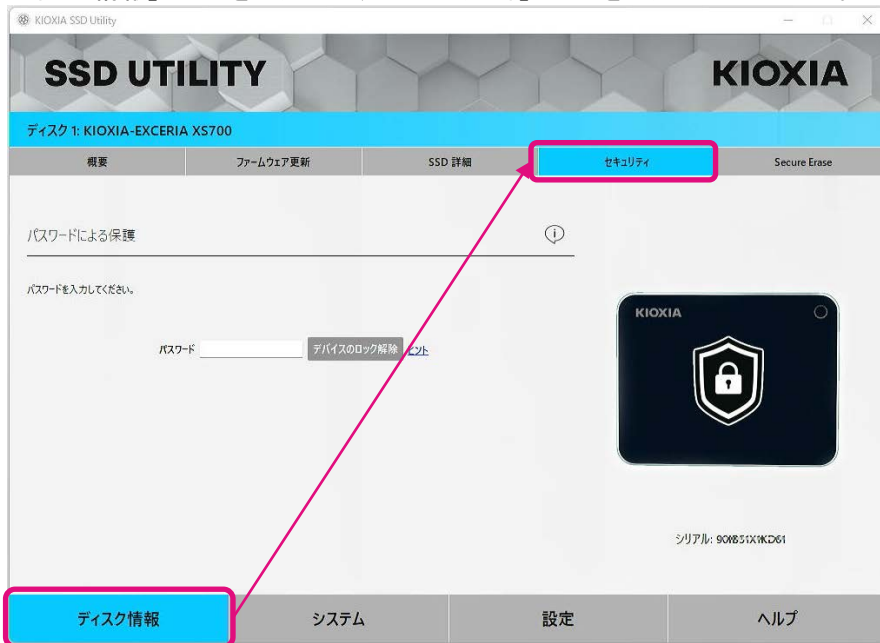 KIOXIA SSD Utility
SSD UTILITY
KIOXIA
ディスク 1: KIOXIA-EXCERIA XS700
概要
ファームウェア更新
SSD 詳細
セキュリティ
Secure Erase
パスワードによる保護
パスワードを入力してください。
パスワード
デバイスのロック解除
ヒント
KIOXIA
シリアル:
ディスク情報
システム
設定
ヘルプ